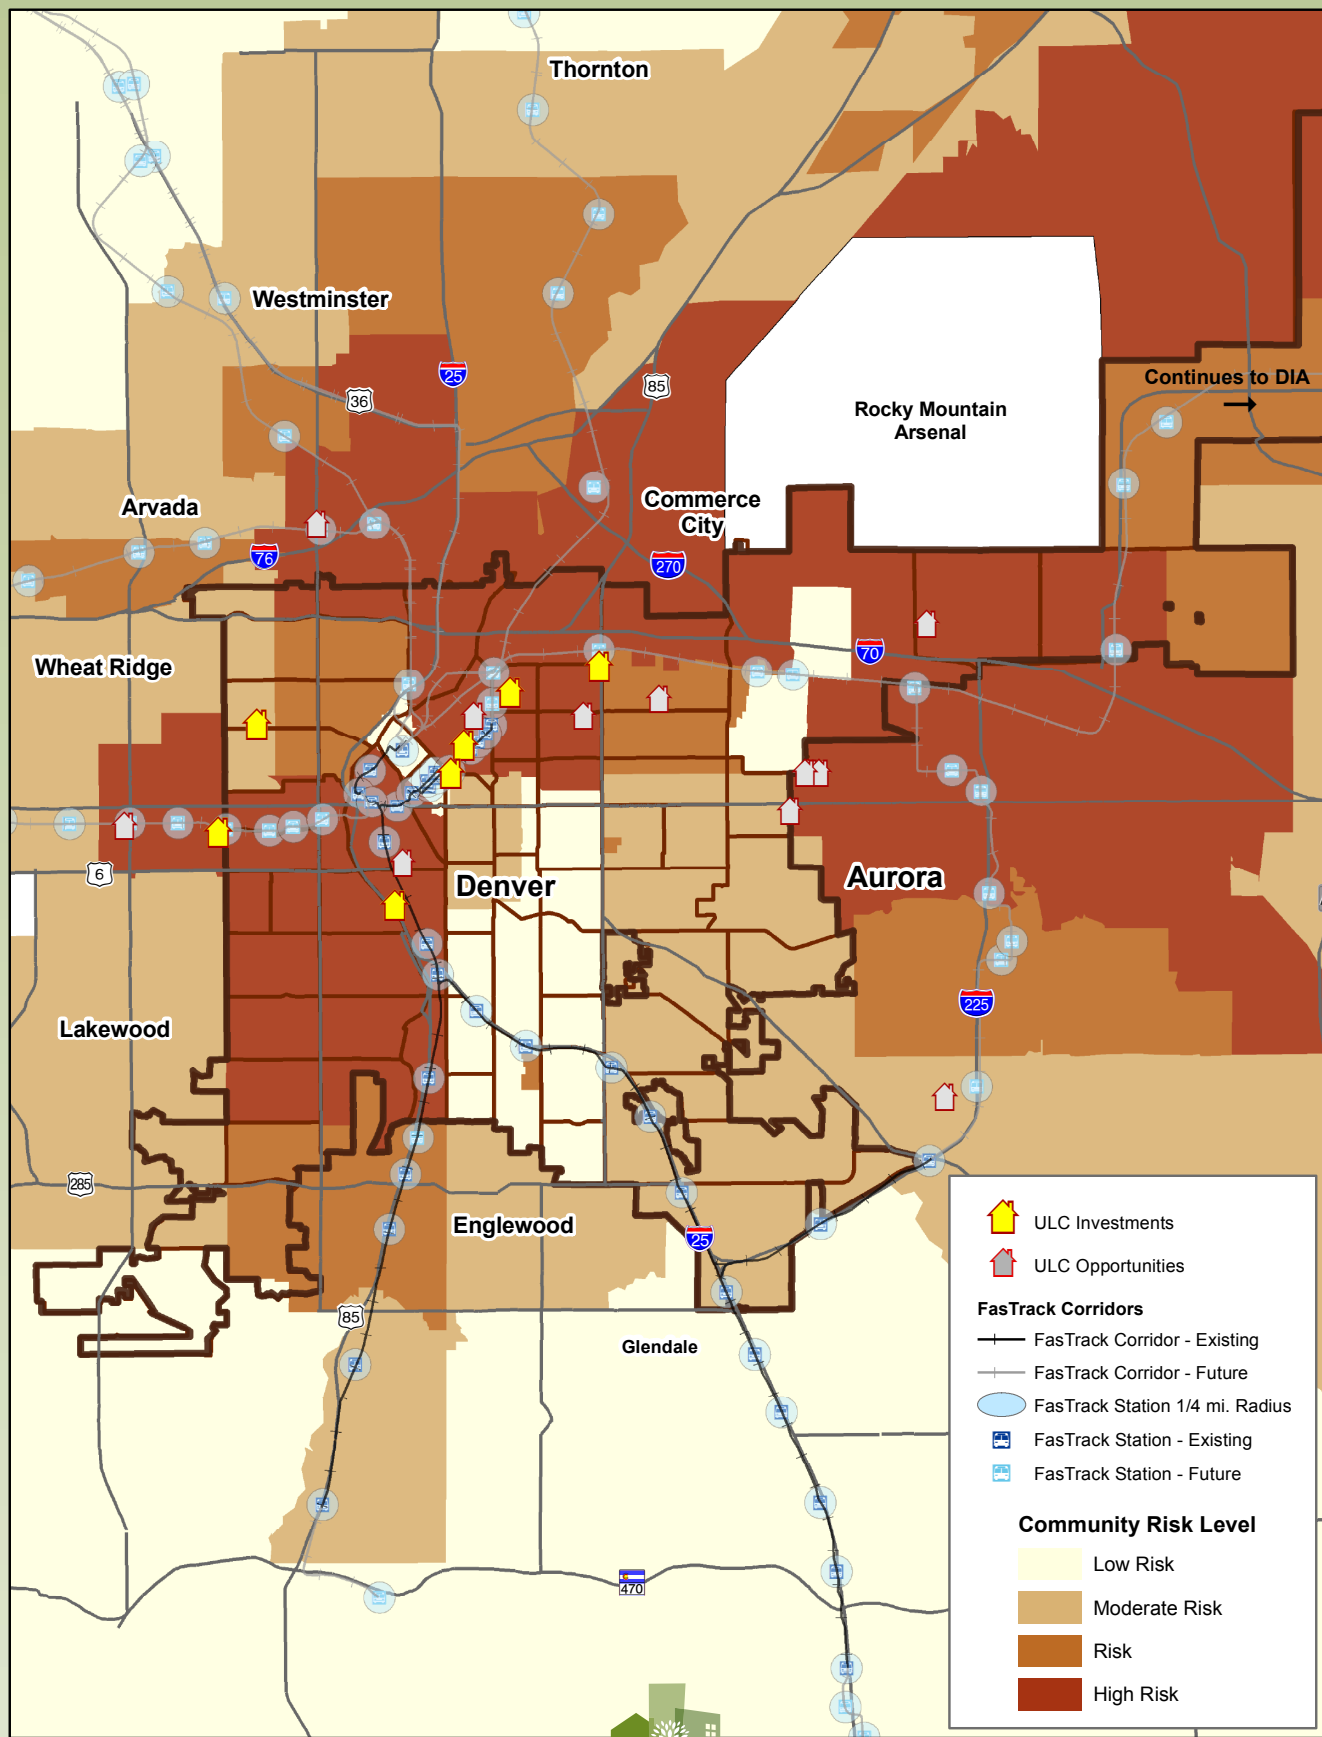 Thornton
Westminster
25
85
36
Continues to DIA
Rocky Mountain
Arsenal
Arvada
Commerce
City
76
270
70
Wheat Ridge
6
Denver
Aurora
225
Lakewood
285
Englewood
25
85
Glendale
470
ULC Investments
ULC Opportunities
FasTrack Corridors
FasTrack Corridor - Existing
FasTrack Corridor - Future
FasTrack Station 1/4 mi. Radius
FasTrack Station - Existing
FasTrack Station - Future
Community Risk Level
Low Risk
Moderate Risk
Risk
High Risk